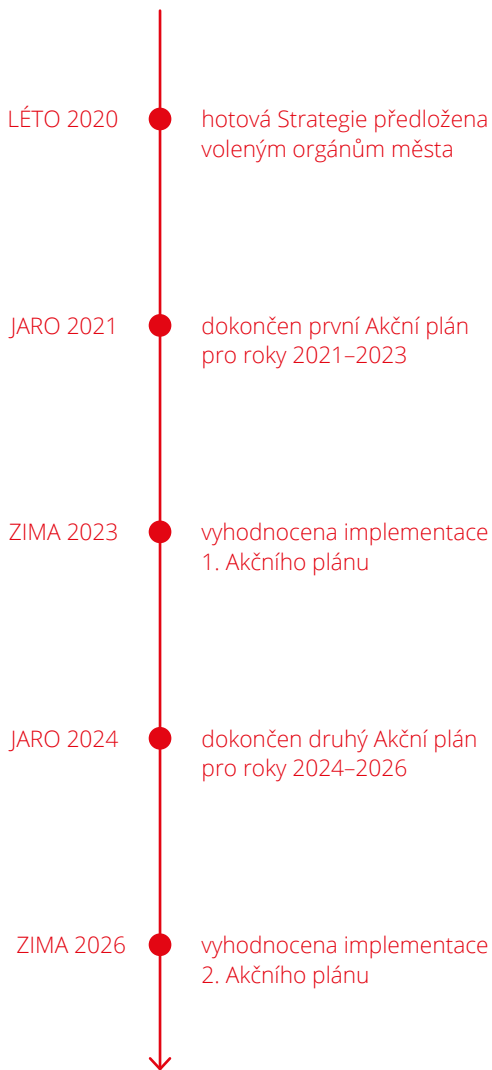 LÉTO 2020
hotová Strategie předložena
voleným orgánům města
JARO 2021
dokončen první Akční plán
pro roky 2021–2023
ZIMA 2023
vyhodnocena implementace
1. Akčního plánu
JARO 2024
dokončen druhý Akční plán
pro roky 2024–2026
ZIMA 2026
vyhodnocena implementace
2. Akčního plánu